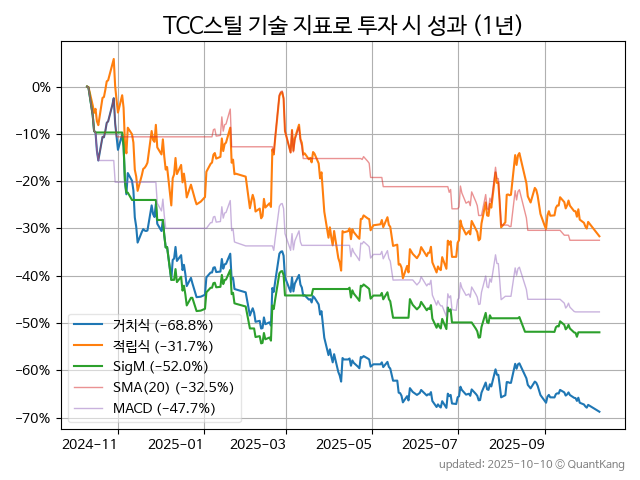 TCC스틸 기술 지표로 투자 시 성과 (1년)
0%
−10%
−20%
−30%
−40%
−50%
−60%
−70%
거치식 (−68.8%)
적립식 (−31.7%)
SigM (−52.0%)
SMA(20) (−32.5%)
MACD (−47.7%)
2024−11
2025−01
2025−03
2025−05
2025−07
2025−09
updated: 2025-10-10 © QuantKang